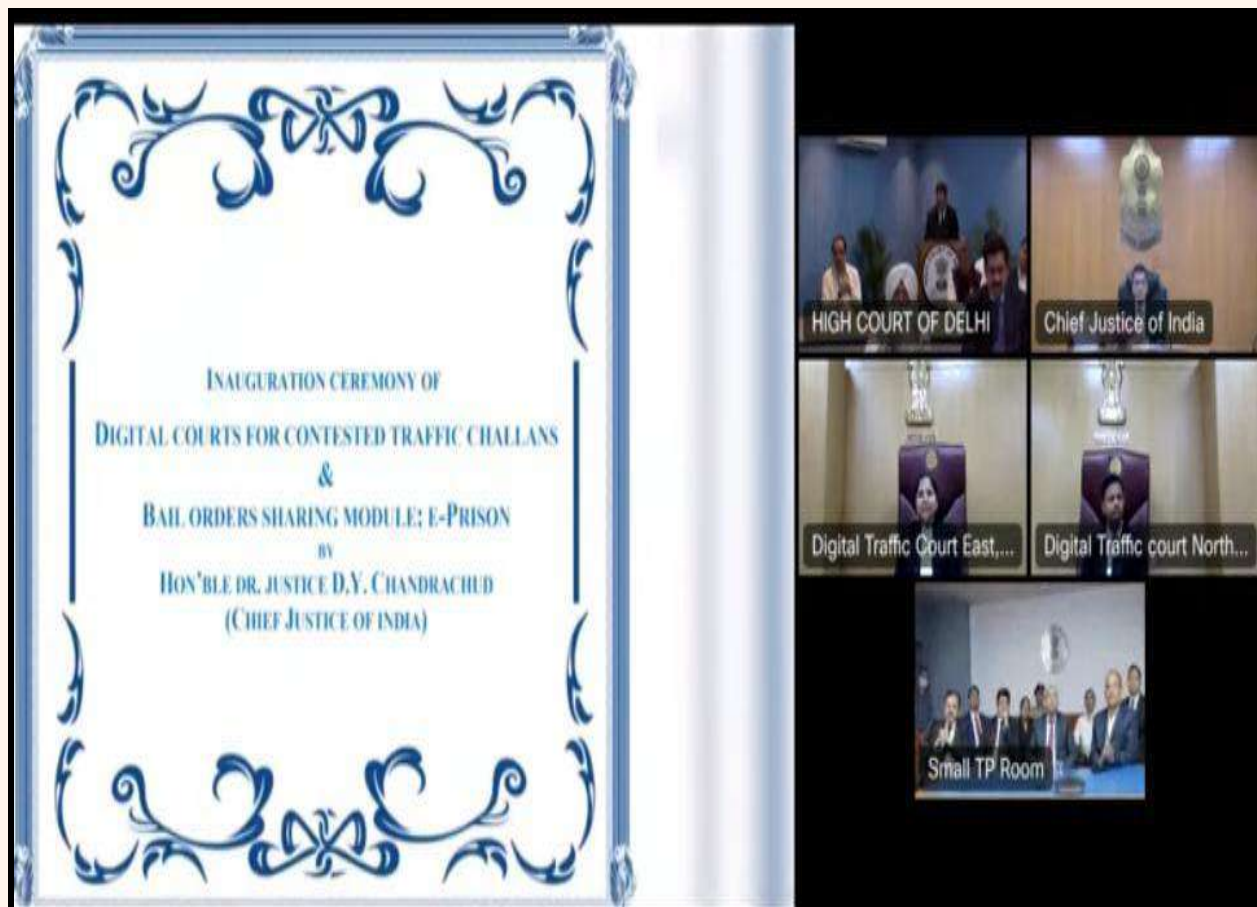 INAUGURATION CEREMONY OF
DIGITAL COURTS FOR CONTESTED TRAFFIC CHALLANS
&
BAIL ORDERS SHARING MODULE: E-PRISON
BY
HON'BLE DR. JUSTICE D.Y. CHANDRACHUD
(CHIEF JUSTICE OF INDIA)
HIGH COURT OF DELHI
Chief Justice of India
Digital Traffic Court East,...
Digital Traffic court North...
Small TP Room